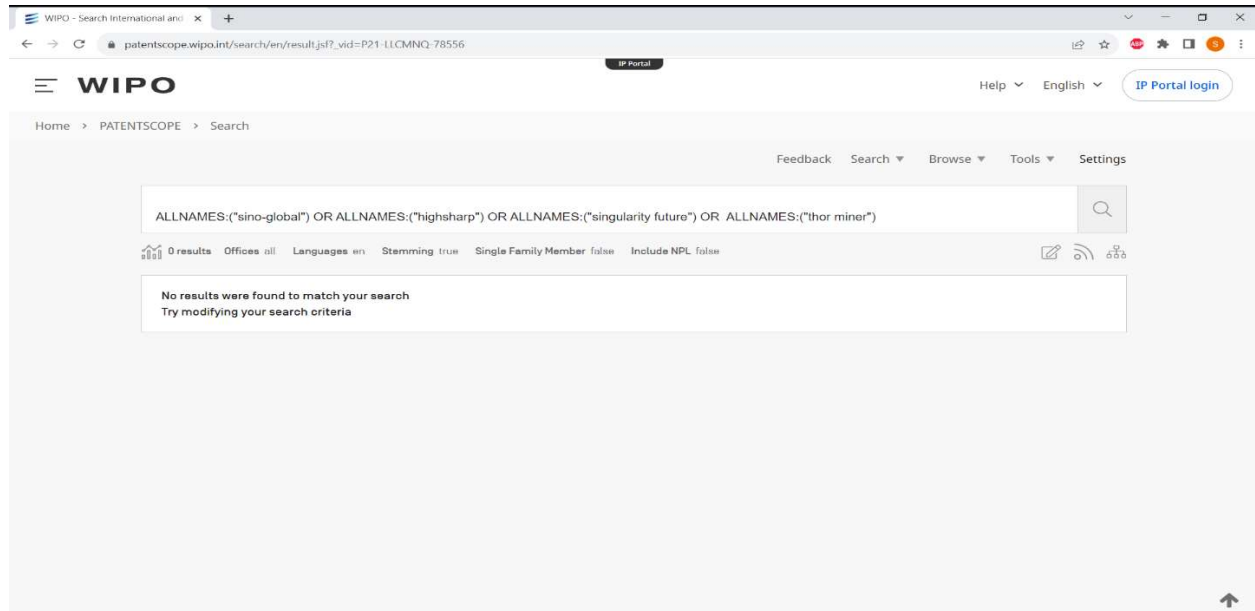 WIPO - Search International and
patentscope.wipo.int/search/en/result.jsf?_vid=P21-LLCMNQ-78556
ABP
S
IP Portal
WIPO
Help
English
IP Portal login
Home > PATENTSCOPE > Search
Feedback Search Browse Tools Settings
ALLNAMES:("sino-global") OR ALLNAMES:("highsharp") OR ALLNAMES:("singularity future") OR ALLNAMES:("thor miner")
0 results Offices all Languages en Stemming true Single Family Member false Include NPL false
No results were found to match your search
Try modifying your search criteria